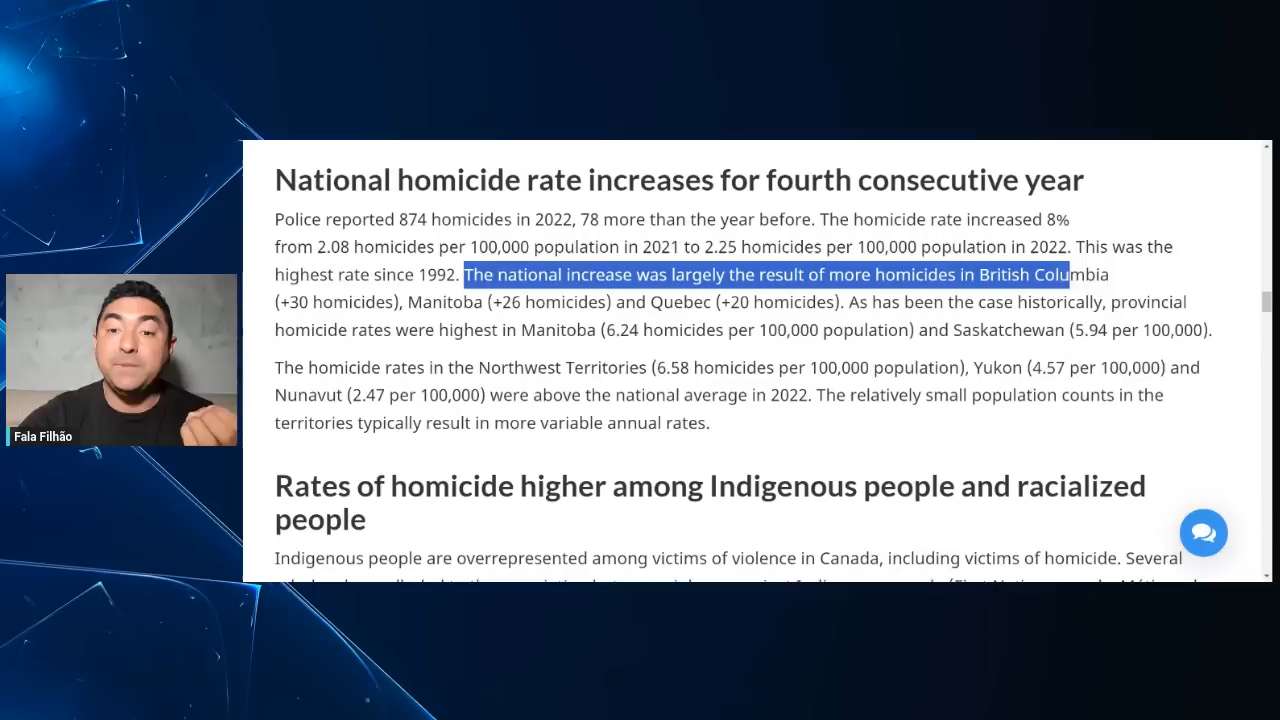 National homicide rate increases for fourth consecutive year
Police reported 874 homicides in 2022, 78 more than the year before. The homicide rate increased 8%
from 2.08 homicides per 100,000 population in 2021 to 2.25 homicides per 100,000 population in 2022. This was the
highest rate since 1992. The national increase was largely the result of more homicides in British Columbia
(+30 homicides), Manitoba (+26 homicides) and Quebec (+20 homicides). As has been the case historically, provincial
homicide rates were highest in Manitoba (6.24 homicides per 100,000 population) and Saskatchewan (5.94 per 100,000).
The homicide rates in the Northwest Territories (6.58 homicides per 100,000 population), Yukon (4.57 per 100,000) and
Nunavut (2.47 per 100,000) were above the national average in 2022. The relatively small population counts in the
territories typically result in more variable annual rates.
Rates of homicide higher among Indigenous people and racialized
people
Indigenous people are overrepresented among victims of violence in Canada, including victims of homicide. Several
Fala Filhão